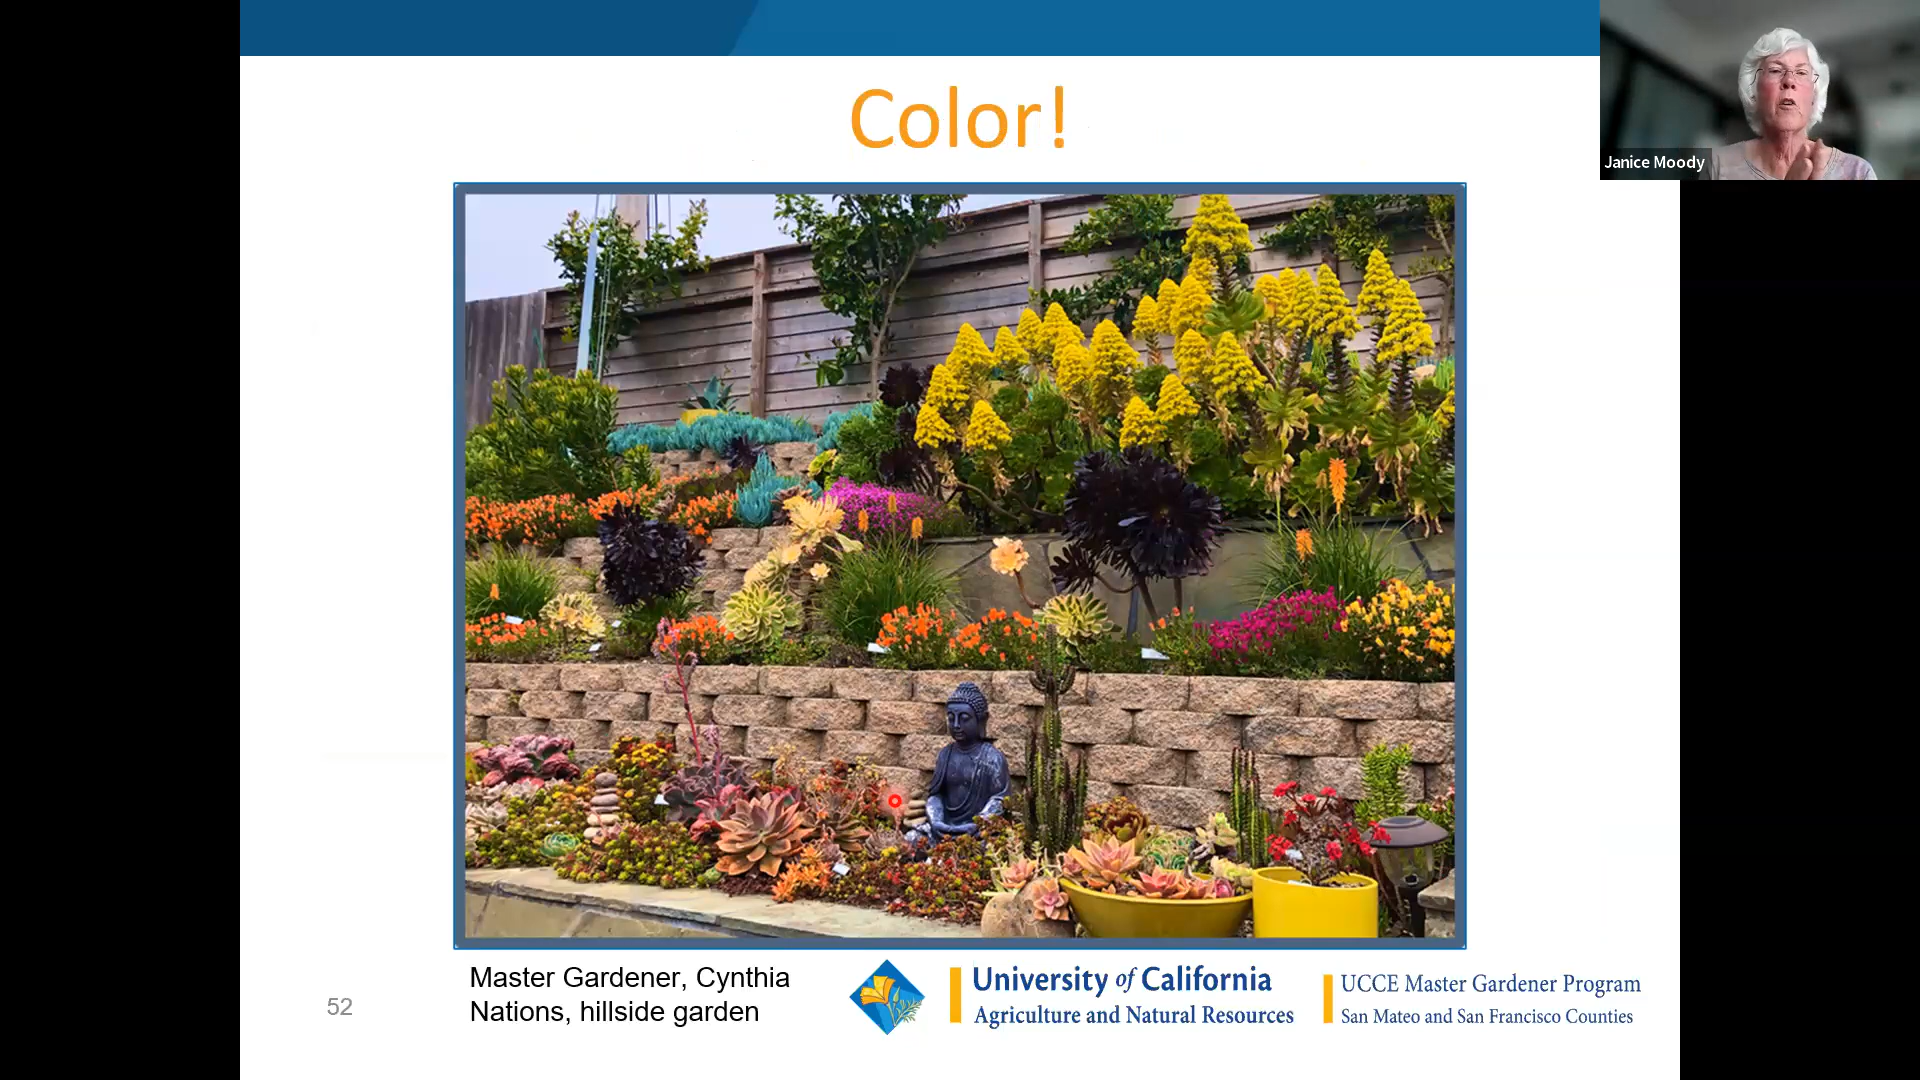 Color!
Janice Moody
Master Gardener, Cynthia
Nations, hillside garden
52
University of California
Agriculture and Natural Resources
UCCE Master Gardener Program
San Mateo and San Francisco Counties